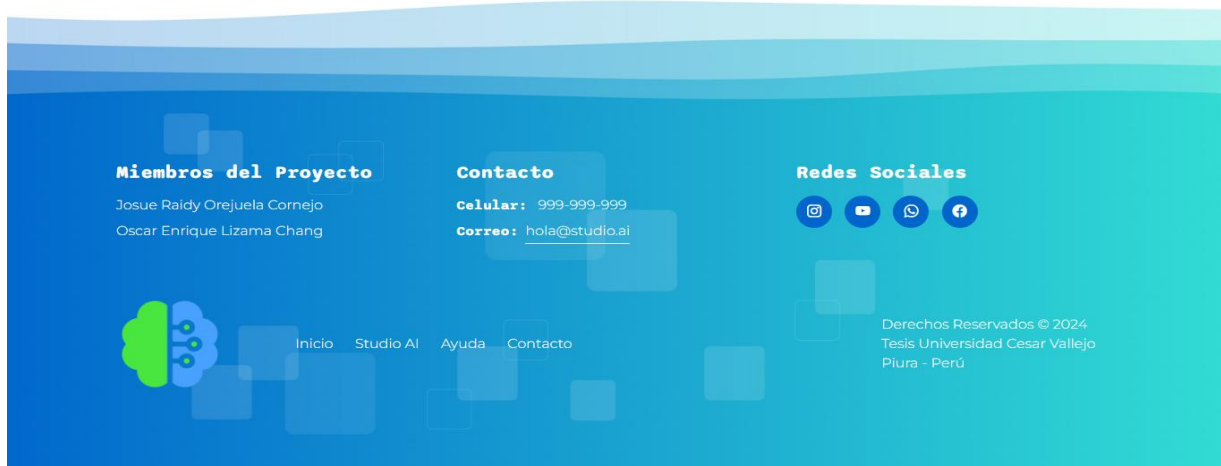 Miembros del Proyecto
Josue Raidy Orejuela Cornejo
Oscar Enrique Lizama Chang
Contacto
Celular: 999-999-999
Correo: hola@studio.ai
Redes Sociales
Inicio Studio AI Ayuda Contacto
Derechos Reservados © 2024
Tesis Universidad Cesar Vallejo
Piura - Perú